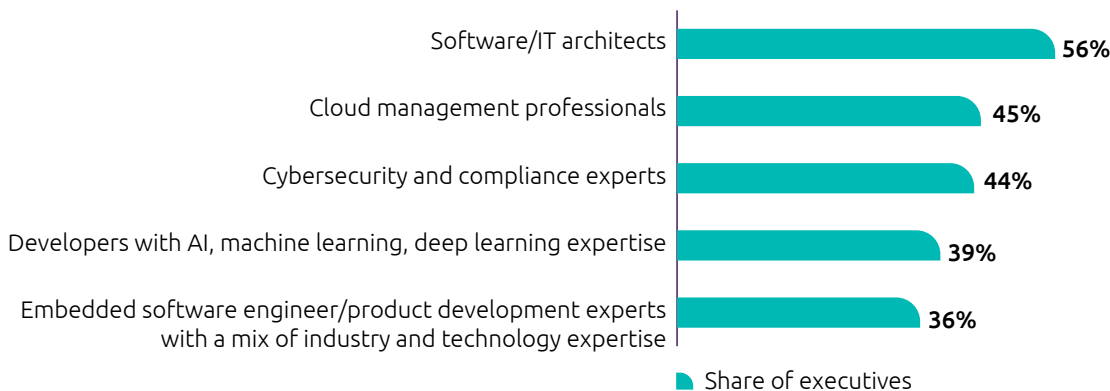 Software/IT architects
56%
Cloud management professionals
45%
Cybersecurity and compliance experts
44%
Developers with AI, machine learning, deep learning expertise
39%
Embedded software engineer/product development experts
with a mix of industry and technology expertise
36%
Share of executives